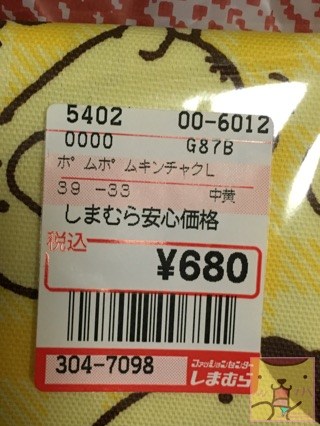 5402 00-6012
0000 G87B
ポムポムキンチャクL
39 -33 中黄
しまむら安心価格
税込
¥680
304-7098
ファッションセンター
しまむら